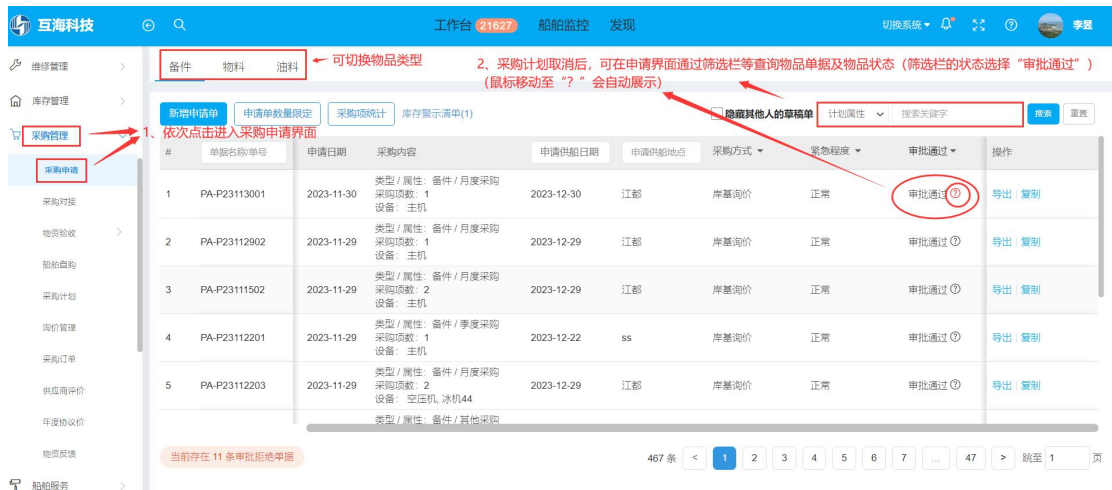 互海科技
工作台 21627 船舶监控 发现
切换系统
李昱
维修管理
库存管理
采购管理
采购申请
采购对接
物资验收
船舶自购
采购计划
询价管理
采购订单
供应商评价
年度协议价
物资反馈
船舶服务
备件 物料 油料
可切换物品类型
2、采购计划取消后，可在申请界面通过筛选栏等查询物品单据及物品状态（筛选栏的状态选择“审批通过”）
（鼠标移动至“？”会自动展示）
新增申请单 申请单数量限定 采购项统计 库存警示清单(1)
隐藏其他人的草稿单 计划属性 搜索关键字 搜索 重置
1、依次点击进入采购申请界面
# 单据名称/单号 申请日期 采购内容 申请供船日期 申请供船地点 采购方式 紧急程度 审批通过 操作
1 PA-P23113001 2023-11-30 类型 / 属性: 备件 / 月度采购 2023-12-30 江都 岸基询价 正常 审批通过 导出 复制
采购项数: 1
设备: 主机
2 PA-P23112902 2023-11-29 类型 / 属性: 备件 / 月度采购 2023-12-29 江都 岸基询价 正常 审批通过 导出 复制
采购项数: 1
设备: 主机
3 PA-P23111502 2023-11-29 类型 / 属性: 备件 / 月度采购 2023-12-29 江都 岸基询价 正常 审批通过 导出 复制
采购项数: 2
设备: 主机
4 PA-P23112201 2023-11-29 类型 / 属性: 备件 / 季度采购 2023-12-22 ss 岸基询价 正常 审批通过 导出 复制
采购项数: 1
设备: 主机
5 PA-P23112203 2023-11-29 类型 / 属性: 备件 / 月度采购 2023-12-29 江都 岸基询价 正常 审批通过 导出 复制
采购项数: 2
设备: 空压机, 冰机44
类型 / 属性: 备件 / 其他采购
当前存在 11 条审批拒绝单据
467 条 < 1 2 3 4 5 6 7 ... 47 > 跳至 1 页